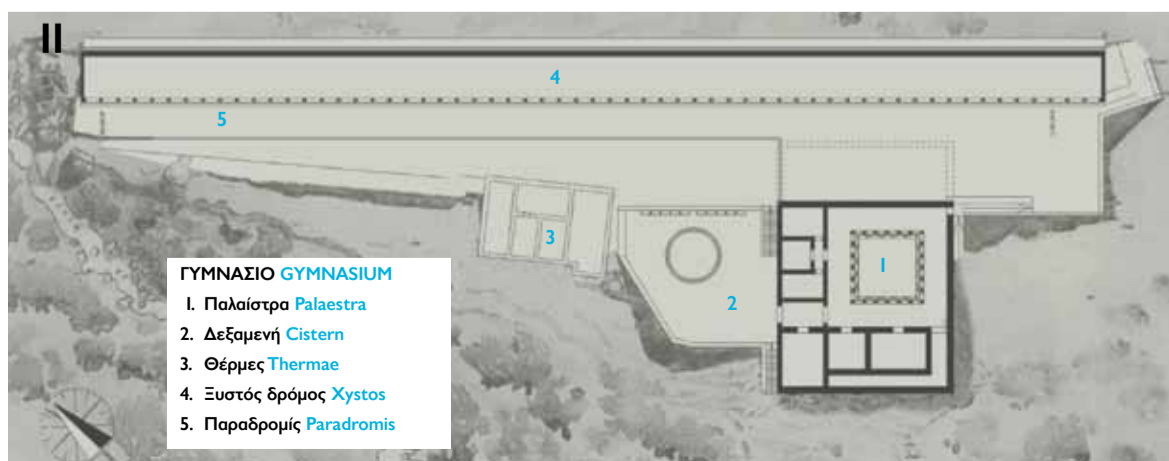 II
4
5
3
1
2
ΓΥΜΝΑΣΙΟ GYMNASIUM
1. Παλαίστρα Palaestra
2. Δεξαμενή Cistern
3. Θέρμες Thermae
4. Ξυστός δρόμος Xystos
5. Παραδρομίς Paradromis